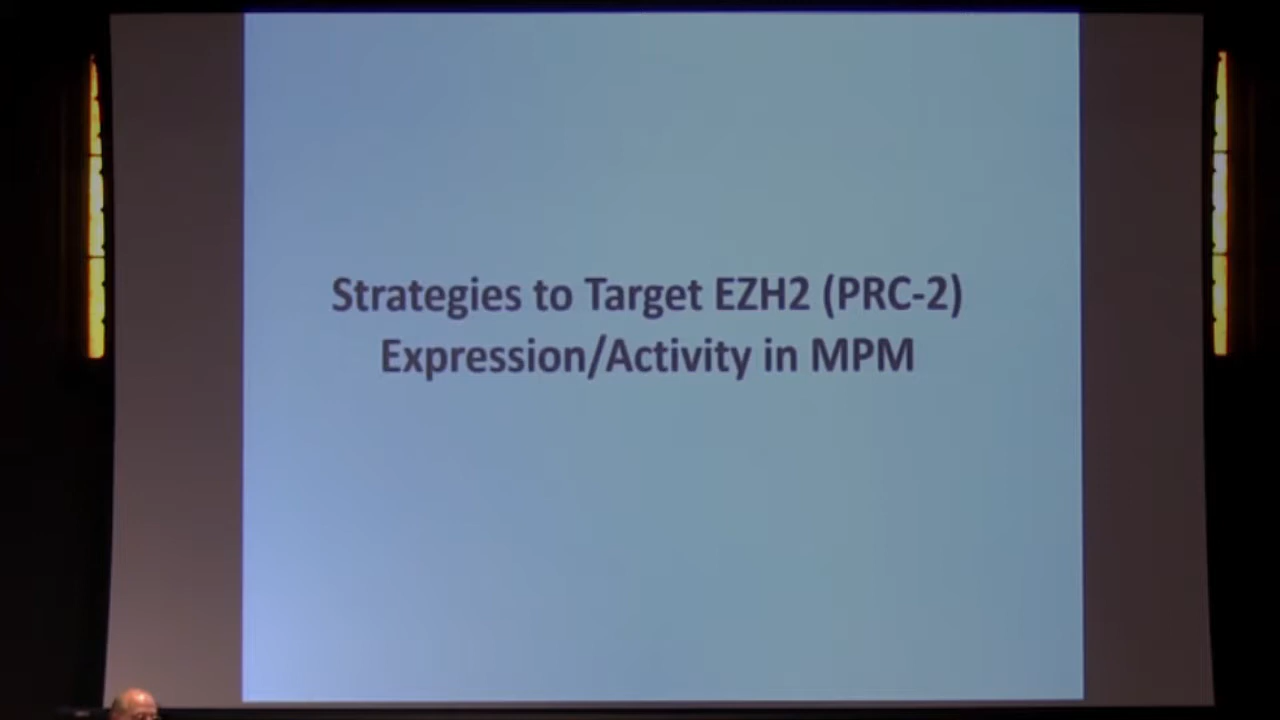 Strategies to Target EZH2 (PRC-2)
Expression/Activity in MPM